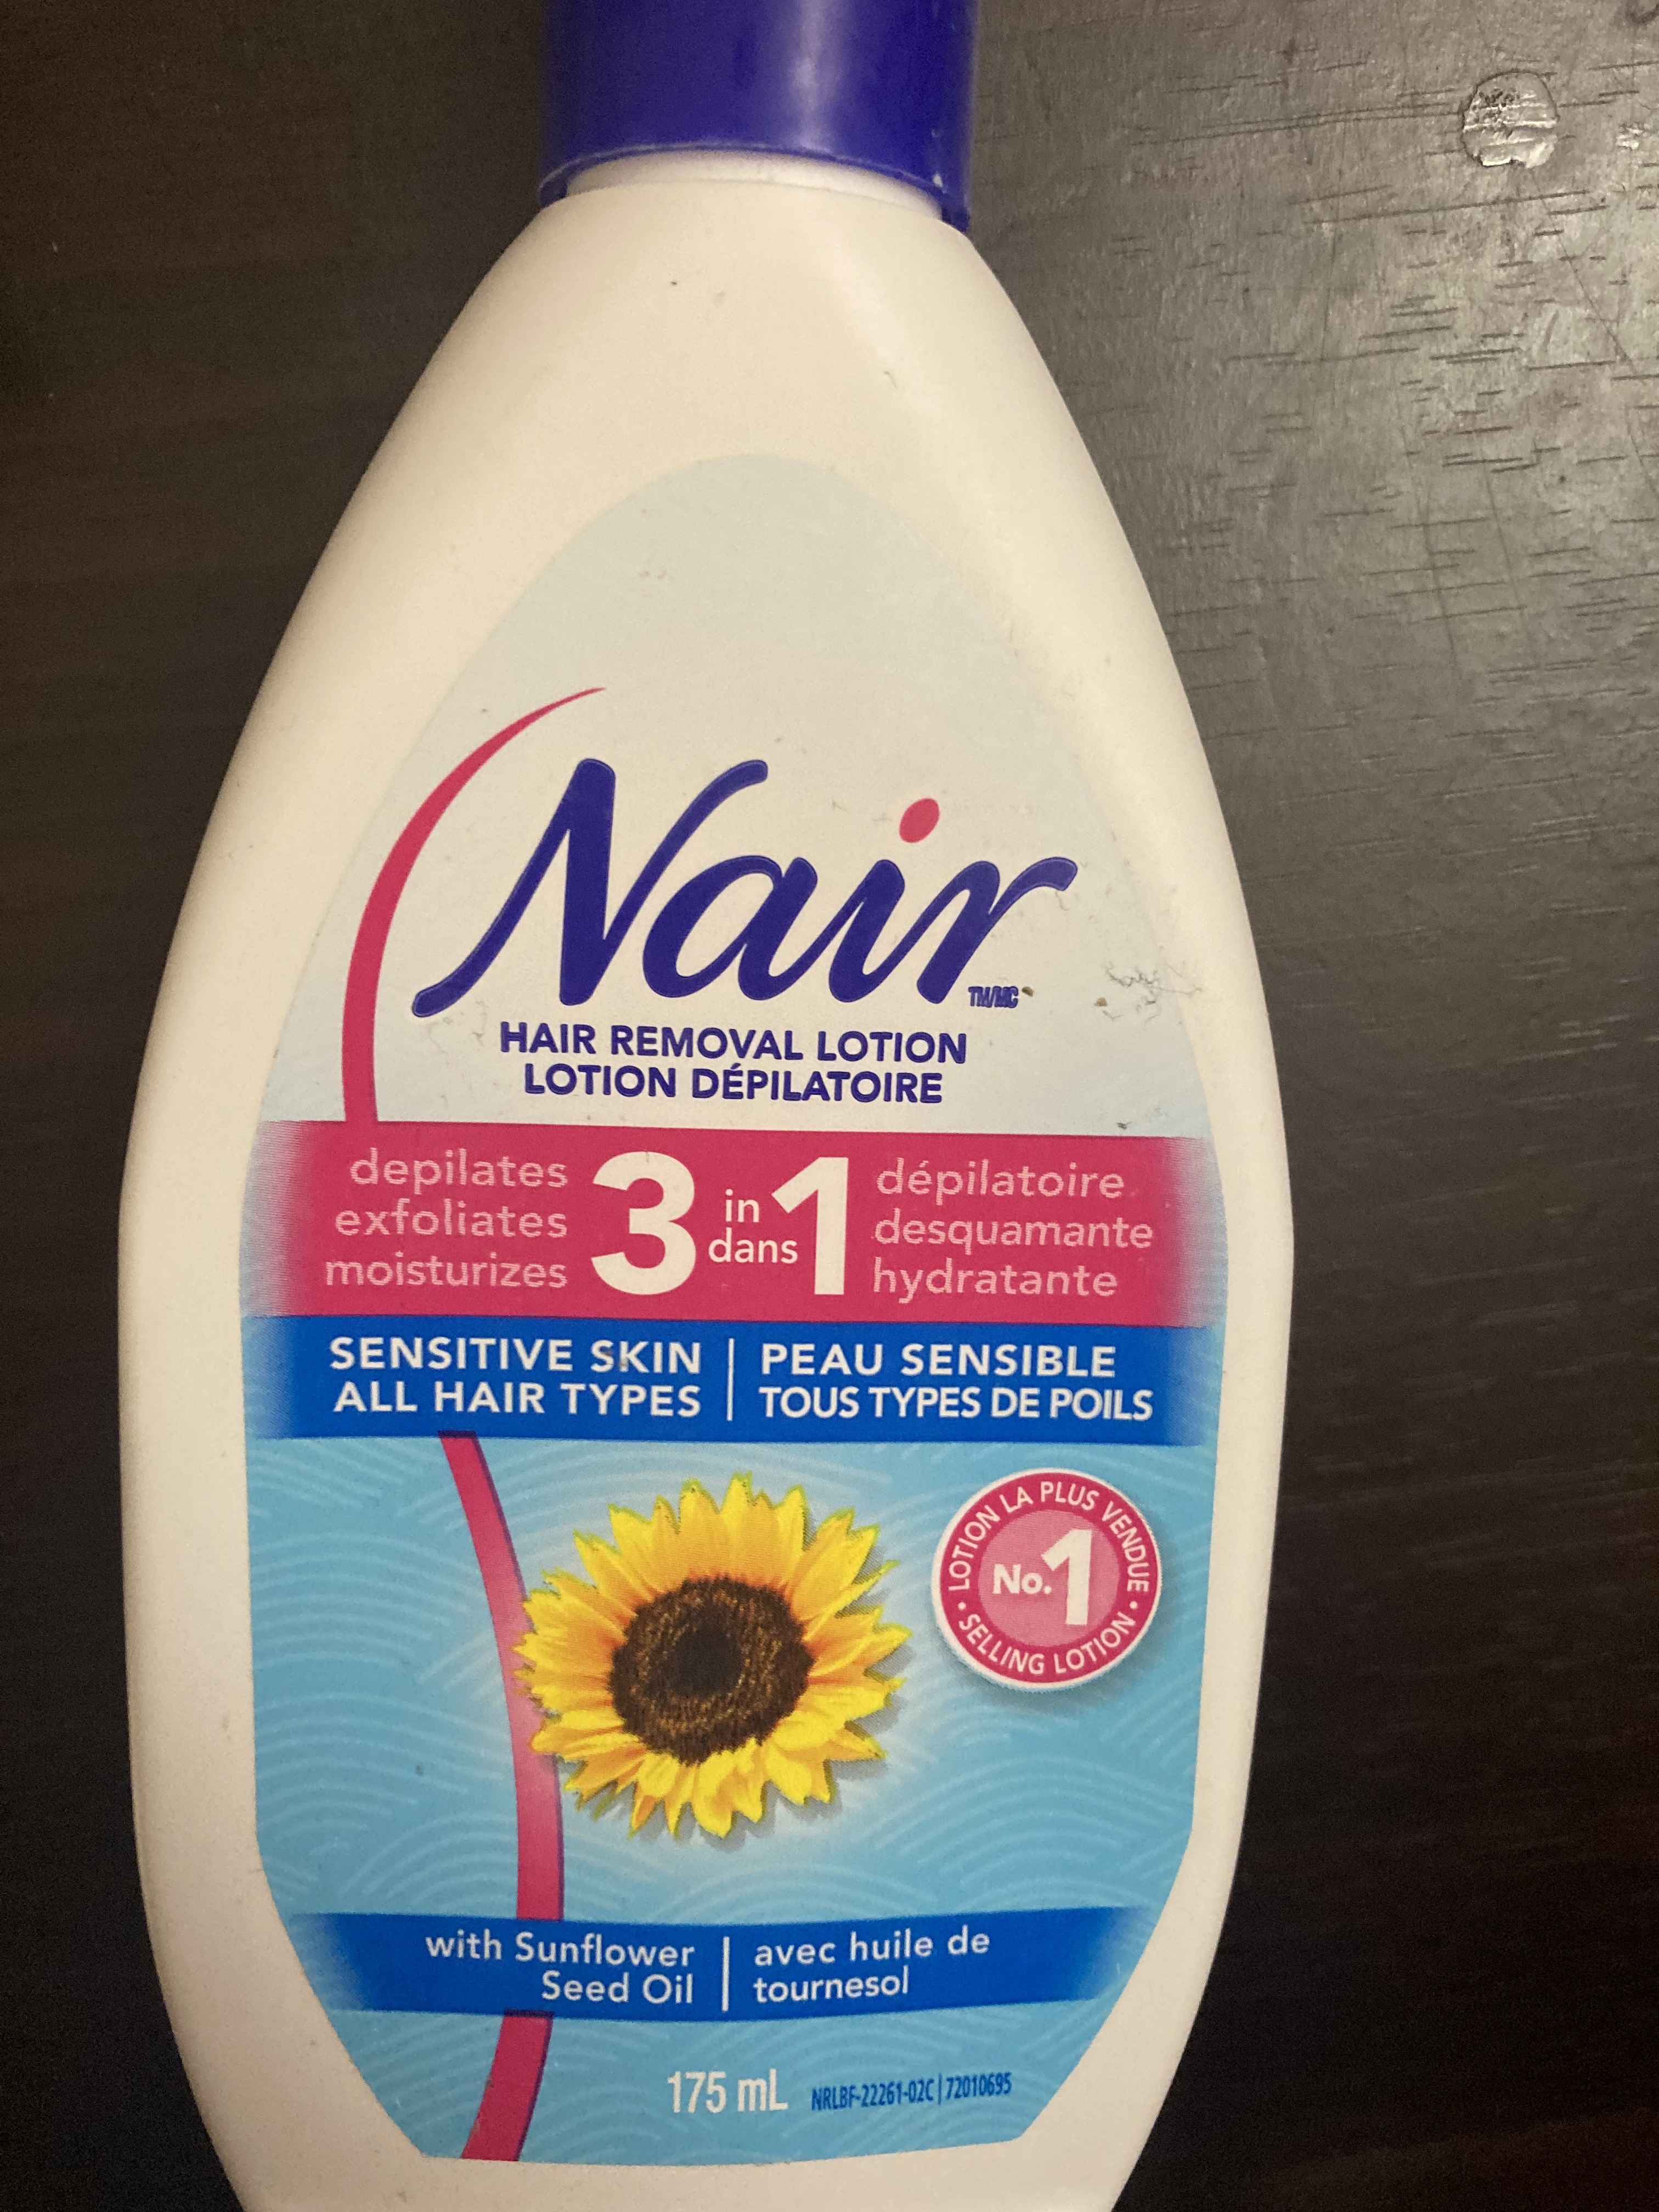 Nair TM/MC
HAIR REMOVAL LOTION
LOTION DÉPILATOIRE
depilates
exfoliates
moisturizes
3 in dans 1
dépilatoire
desquamante
hydratante
SENSITIVE SKIN
ALL HAIR TYPES
PEAU SENSIBLE
TOUS TYPES DE POILS
LOTION LA PLUS VENDUE
No. 1
SELLING LOTION
with Sunflower
Seed Oil
avec huile de
tournesol
175 mL
NRLBF-22261-02C | 72010695